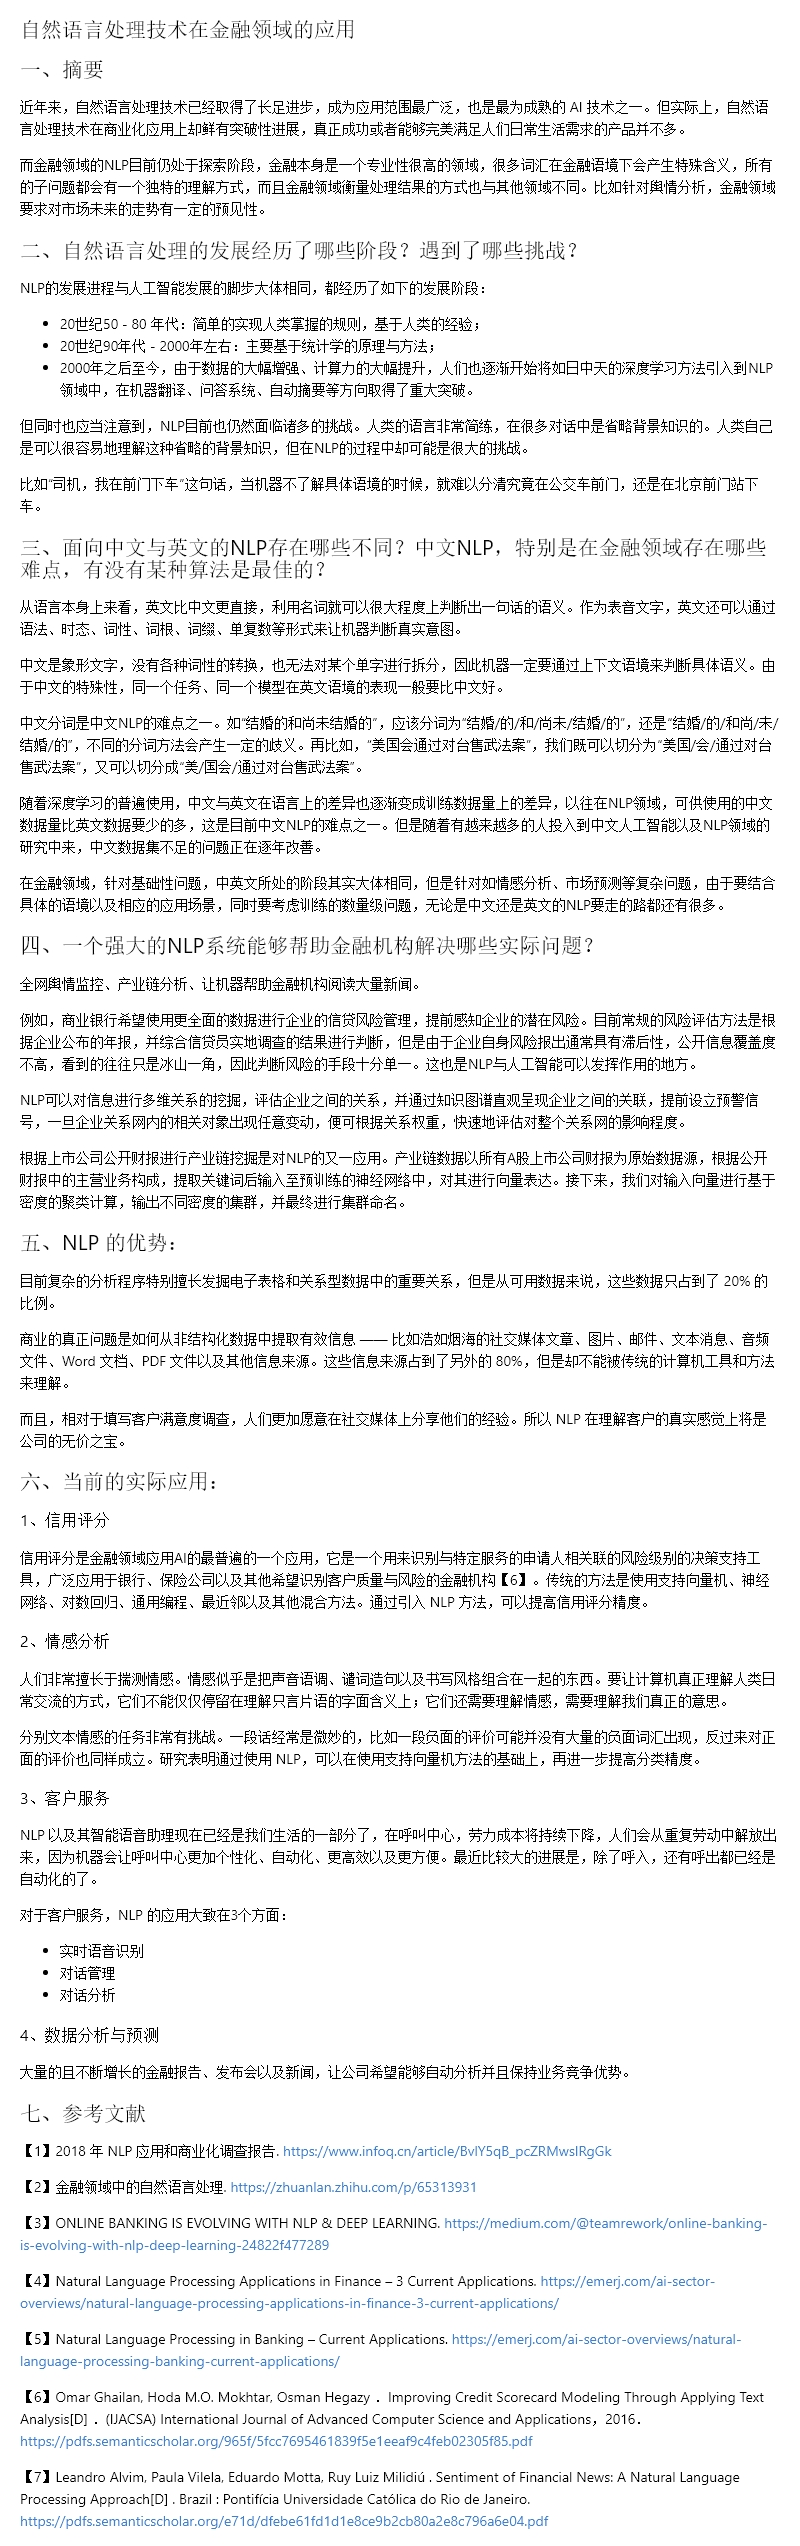 自然语言处理技术在金融领域的应用
一、摘要
近年来，自然语言处理技术已经取得了长足进步，成为应用范围最广泛，也是最为成熟的 AI 技术之一。但实际上，自然语
言处理技术在商业化应用上却鲜有突破性进展，真正成功或者能够完美满足人们日常生活需求的产品并不多。
而金融领域的NLP目前仍处于探索阶段，金融本身是一个专业性很高的领域，很多词汇在金融语境下会产生特殊含义，所有
的子问题都会有一个独特的理解方式，而且金融领域衡量处理结果的方式也与其他领域不同。比如针对舆情分析，金融领域
要求对市场未来的走势有一定的预见性。
二、自然语言处理的发展经历了哪些阶段？遇到了哪些挑战？
NLP的发展进程与人工智能发展的脚步大体相同，都经历了如下的发展阶段：
• 20世纪50 - 80 年代：简单的实现人类掌握的规则，基于人类的经验；
• 20世纪90年代 - 2000年左右：主要基于统计学的原理与方法；
• 2000年之后至今，由于数据的大幅增强、计算力的大幅提升，人们也逐渐开始将如日中天的深度学习方法引入到NLP
领域中，在机器翻译、问答系统、自动摘要等方向取得了重大突破。
但同时也应当注意到，NLP目前也仍然面临诸多的挑战。人类的语言非常简练，在很多对话中是省略背景知识的。人类自己
是可以很容易地理解这种省略的背景知识，但在NLP的过程中却可能是很大的挑战。
比如“司机，我在前门下车”这句话，当机器不了解具体语境的时候，就难以分清究竟在公交车前门，还是在北京前门站下
车。
三、面向中文与英文的NLP存在哪些不同？中文NLP，特别是在金融领域存在哪些
难点，有没有某种算法是最佳的？
从语言本身上来看，英文比中文更直接，利用名词就可以很大程度上判断出一句话的语义。作为表音文字，英文还可以通过
语法、时态、词性、词根、词缀、单复数等形式来让机器判断真实意图。
中文是象形文字，没有各种词性的转换，也无法对某个单字进行拆分，因此机器一定要通过上下文语境来判断具体语义。由
于中文的特殊性，同一个任务、同一个模型在英文语境的表现一般要比中文好。
中文分词是中文NLP的难点之一。如“结婚的和尚未结婚的”，应该分词为“结婚/的/和/尚未/结婚/的”，还是“结婚/的/和尚/未/
结婚/的”，不同的分词方法会产生一定的歧义。再比如，“美国会通过对台售武法案”，我们既可以切分为“美国/会/通过对台
售武法案”，又可以切分成“美/国会/通过对台售武法案”。
随着深度学习的普遍使用，中文与英文在语言上的差异也逐渐变成训练数据量上的差异，以往在NLP领域，可供使用的中文
数据量比英文数据要少的多，这是目前中文NLP的难点之一。但是随着有越来越多的人投入到中文人工智能以及NLP领域的
研究中来，中文数据集不足的问题正在逐年改善。
在金融领域，针对基础性问题，中英文所处的阶段其实大体相同，但是针对如情感分析、市场预测等复杂问题，由于要结合
具体的语境以及相应的应用场景，同时要考虑训练的数量级问题，无论是中文还是英文的NLP要走的路都还有很多。
四、一个强大的NLP系统能够帮助金融机构解决哪些实际问题？
全网舆情监控、产业链分析、让机器帮助金融机构阅读大量新闻。
例如，商业银行希望使用更全面的数据进行企业的信贷风险管理，提前感知企业的潜在风险。目前常规的风险评估方法是根
据企业公布的年报，并综合信贷员实地调查的结果进行判断，但是由于企业自身风险报出通常具有滞后性，公开信息覆盖度
不高，看到的往往只是冰山一角，因此判断风险的手段十分单一。这也是NLP与人工智能可以发挥作用的地方。
NLP可以对信息进行多维关系的挖掘，评估企业之间的关系，并通过知识图谱直观呈现企业之间的关联，提前设立预警信
号，一旦企业关系网内的相关对象出现任意变动，便可根据关系权重，快速地评估对整个关系网的影响程度。
根据上市公司公开财报进行产业链挖掘是对NLP的又一应用。产业链数据以所有A股上市公司财报为原始数据源，根据公开
财报中的主营业务构成，提取关键词后输入至预训练的神经网络中，对其进行向量表达。接下来，我们对输入向量进行基于
密度的聚类计算，输出不同密度的集群，并最终进行集群命名。
五、NLP 的优势：
目前复杂的分析程序特别擅长发掘电子表格和关系型数据中的重要关系，但是从可用数据来说，这些数据只占到了 20% 的
比例。
商业的真正问题是如何从非结构化数据中提取有效信息 —— 比如浩如烟海的社交媒体文章、图片、邮件、文本消息、音频
文件、Word 文档、PDF 文件以及其他信息来源。这些信息来源占到了另外的 80%，但是却不能被传统的计算机工具和方法
来理解。
而且，相对于填写客户满意度调查，人们更加愿意在社交媒体上分享他们的经验。所以 NLP 在理解客户的真实感觉上将是
公司的无价之宝。
六、当前的实际应用：
1、信用评分
信用评分是金融领域应用AI的最普遍的一个应用，它是一个用来识别与特定服务的申请人相关联的风险级别的决策支持工
具，广泛应用于银行、保险公司以及其他希望识别客户质量与风险的金融机构【6】。传统的方法是使用支持向量机、神经
网络、对数回归、通用编程、最近邻以及其他混合方法。通过引入 NLP 方法，可以提高信用评分精度。
2、情感分析
人们非常擅长于揣测情感。情感似乎是把声音语调、谴词造句以及书写风格组合在一起的东西。要让计算机真正理解人类日
常交流的方式，它们不能仅仅停留在理解只言片语的字面含义上；它们还需要理解情感，需要理解我们真正的意思。
分别文本情感的任务非常有挑战。一段话经常是微妙的，比如一段负面的评价可能并没有大量的负面词汇出现，反过来对正
面的评价也同样成立。研究表明通过使用 NLP，可以在使用支持向量机方法的基础上，再进一步提高分类精度。
3、客户服务
NLP 以及其智能语音助理现在已经是我们生活的一部分了，在呼叫中心，劳力成本将持续下降，人们会从重复劳动中解放出
来，因为机器会让呼叫中心更加个性化、自动化、更高效以及更方便。最近比较大的进展是，除了呼入，还有呼出都已经是
自动化的了。
对于客户服务，NLP 的应用大致在3个方面：
• 实时语音识别
• 对话管理
• 对话分析
4、数据分析与预测
大量的且不断增长的金融报告、发布会以及新闻，让公司希望能够自动分析并且保持业务竞争优势。
七、参考文献
【1】2018 年 NLP 应用和商业化调查报告. https://www.infoq.cn/article/BvlY5qB_pcZRMwsIRgGk
【2】金融领域中的自然语言处理. https://zhuanlan.zhihu.com/p/65313931
【3】ONLINE BANKING IS EVOLVING WITH NLP & DEEP LEARNING. https://medium.com/@teamrework/online-banking-
is-evolving-with-nlp-deep-learning-24822f477289
【4】Natural Language Processing Applications in Finance – 3 Current Applications. https://emerj.com/ai-sector-
overviews/natural-language-processing-applications-in-finance-3-current-applications/
【5】Natural Language Processing in Banking – Current Applications. https://emerj.com/ai-sector-overviews/natural-
language-processing-banking-current-applications/
【6】Omar Ghailan, Hoda M.O. Mokhtar, Osman Hegazy．Improving Credit Scorecard Modeling Through Applying Text
Analysis[D]．(IJACSA) International Journal of Advanced Computer Science and Applications，2016．
https://pdfs.semanticscholar.org/965f/5fcc7695461839f5e1eeaf9c4feb02305f85.pdf
【7】Leandro Alvim, Paula Vilela, Eduardo Motta, Ruy Luiz Milidiú . Sentiment of Financial News: A Natural Language
Processing Approach[D] . Brazil : Pontifícia Universidade Católica do Rio de Janeiro.
https://pdfs.semanticscholar.org/e71d/dfebe61fd1d1e8ce9b2cb80a2e8c796a6e04.pdf